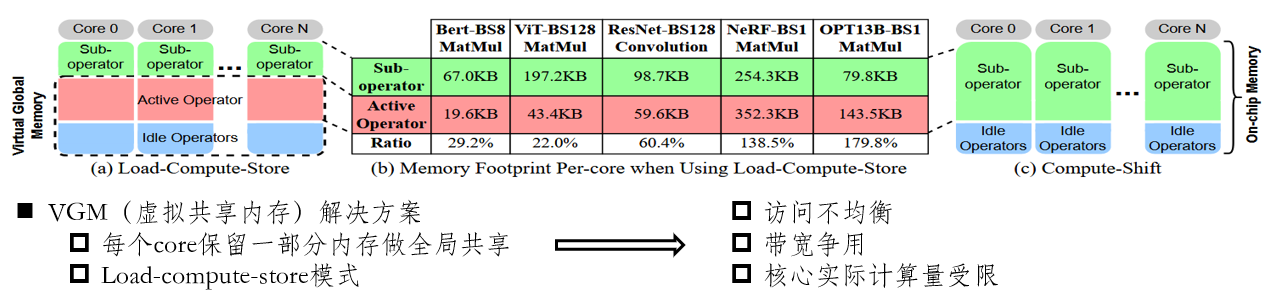 Core 0 Core 1 Core N
Sub-operator Sub-operator Sub-operator
...
Active Operator
Idle Operators
Virtual Global Memory
(a) Load-Compute-Store
Bert-BS8 MatMul ViT-BS128 MatMul ResNet-BS128 Convolution NeRF-BS1 MatMul OPT13B-BS1 MatMul
Sub-operator 67.0KB 197.2KB 98.7KB 254.3KB 79.8KB
Active Operator 19.6KB 43.4KB 59.6KB 352.3KB 143.5KB
Ratio 29.2% 22.0% 60.4% 138.5% 179.8%
(b) Memory Footprint Per-core when Using Load-Compute-Store
Core 0 Core 1 Core N
Sub-operator Sub-operator Sub-operator
...
Idle Operators Idle Operators Idle Operators
On-chip Memory
(c) Compute-Shift
VGM（虚拟共享内存）解决方案
每个core保留一部分内存做全局共享
Load-compute-store模式
访问不均衡
带宽争用
核心实际计算量受限